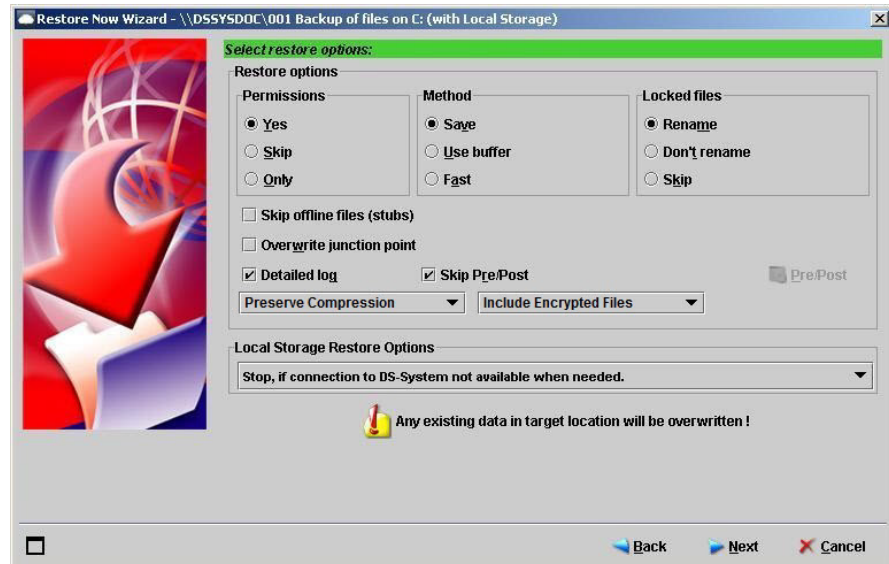 Restore Now Wizard - \\DSSYSDOC\001 Backup of files on C: (with Local Storage)
Select restore options:
Restore options
Permissions
Yes
Skip
Only
Method
Save
Use buffer
Fast
Locked files
Rename
Don't rename
Skip
Skip offline files (stubs)
Overwrite junction point
Detailed log
Skip Pre/Post
Pre/Post
Preserve Compression
Include Encrypted Files
Local Storage Restore Options
Stop, if connection to DS-System not available when needed.
Any existing data in target location will be overwritten !
Back
Next
Cancel